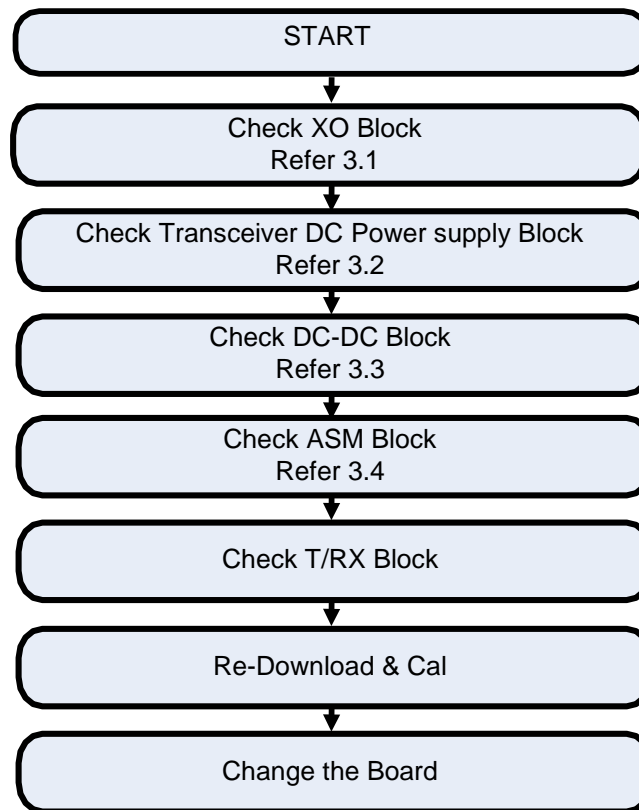 START
Check XO Block
Refer 3.1
Check Transceiver DC Power supply Block
Refer 3.2
Check DC-DC Block
Refer 3.3
Check ASM Block
Refer 3.4
Check T/RX Block
Re-Download & Cal
Change the Board